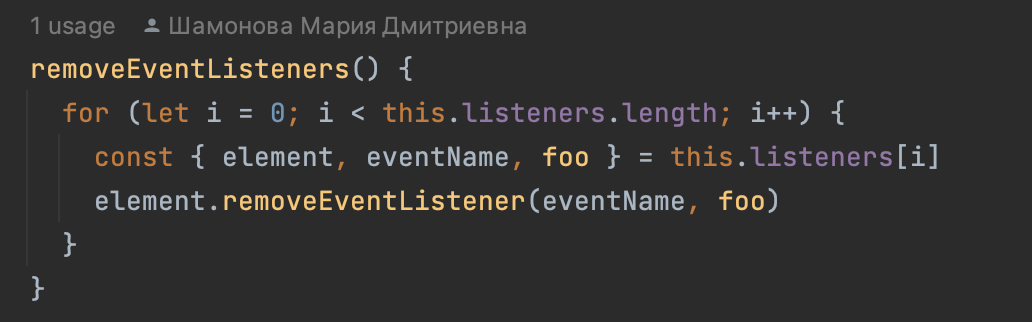 1 usage Шамонова Мария Дмитриевна
removeEventListeners() {
for (let i = 0; i < this.listeners.length; i++) {
const { element, eventName, foo } = this.listeners[i]
element.removeEventListener(eventName, foo)
}
}